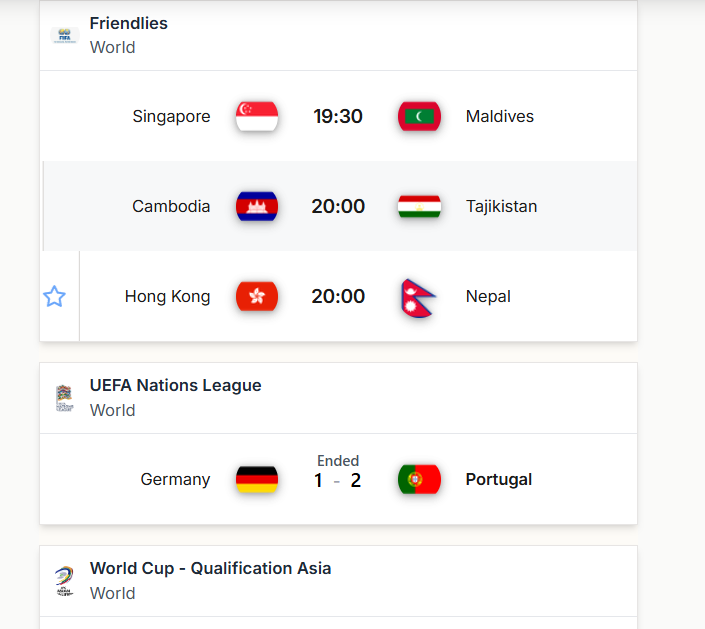 Friendlies
World
Singapore 19:30 Maldives
Cambodia 20:00 Tajikistan
Hong Kong 20:00 Nepal
UEFA Nations League
World
Ended
Germany 1 - 2 Portugal
World Cup - Qualification Asia
World